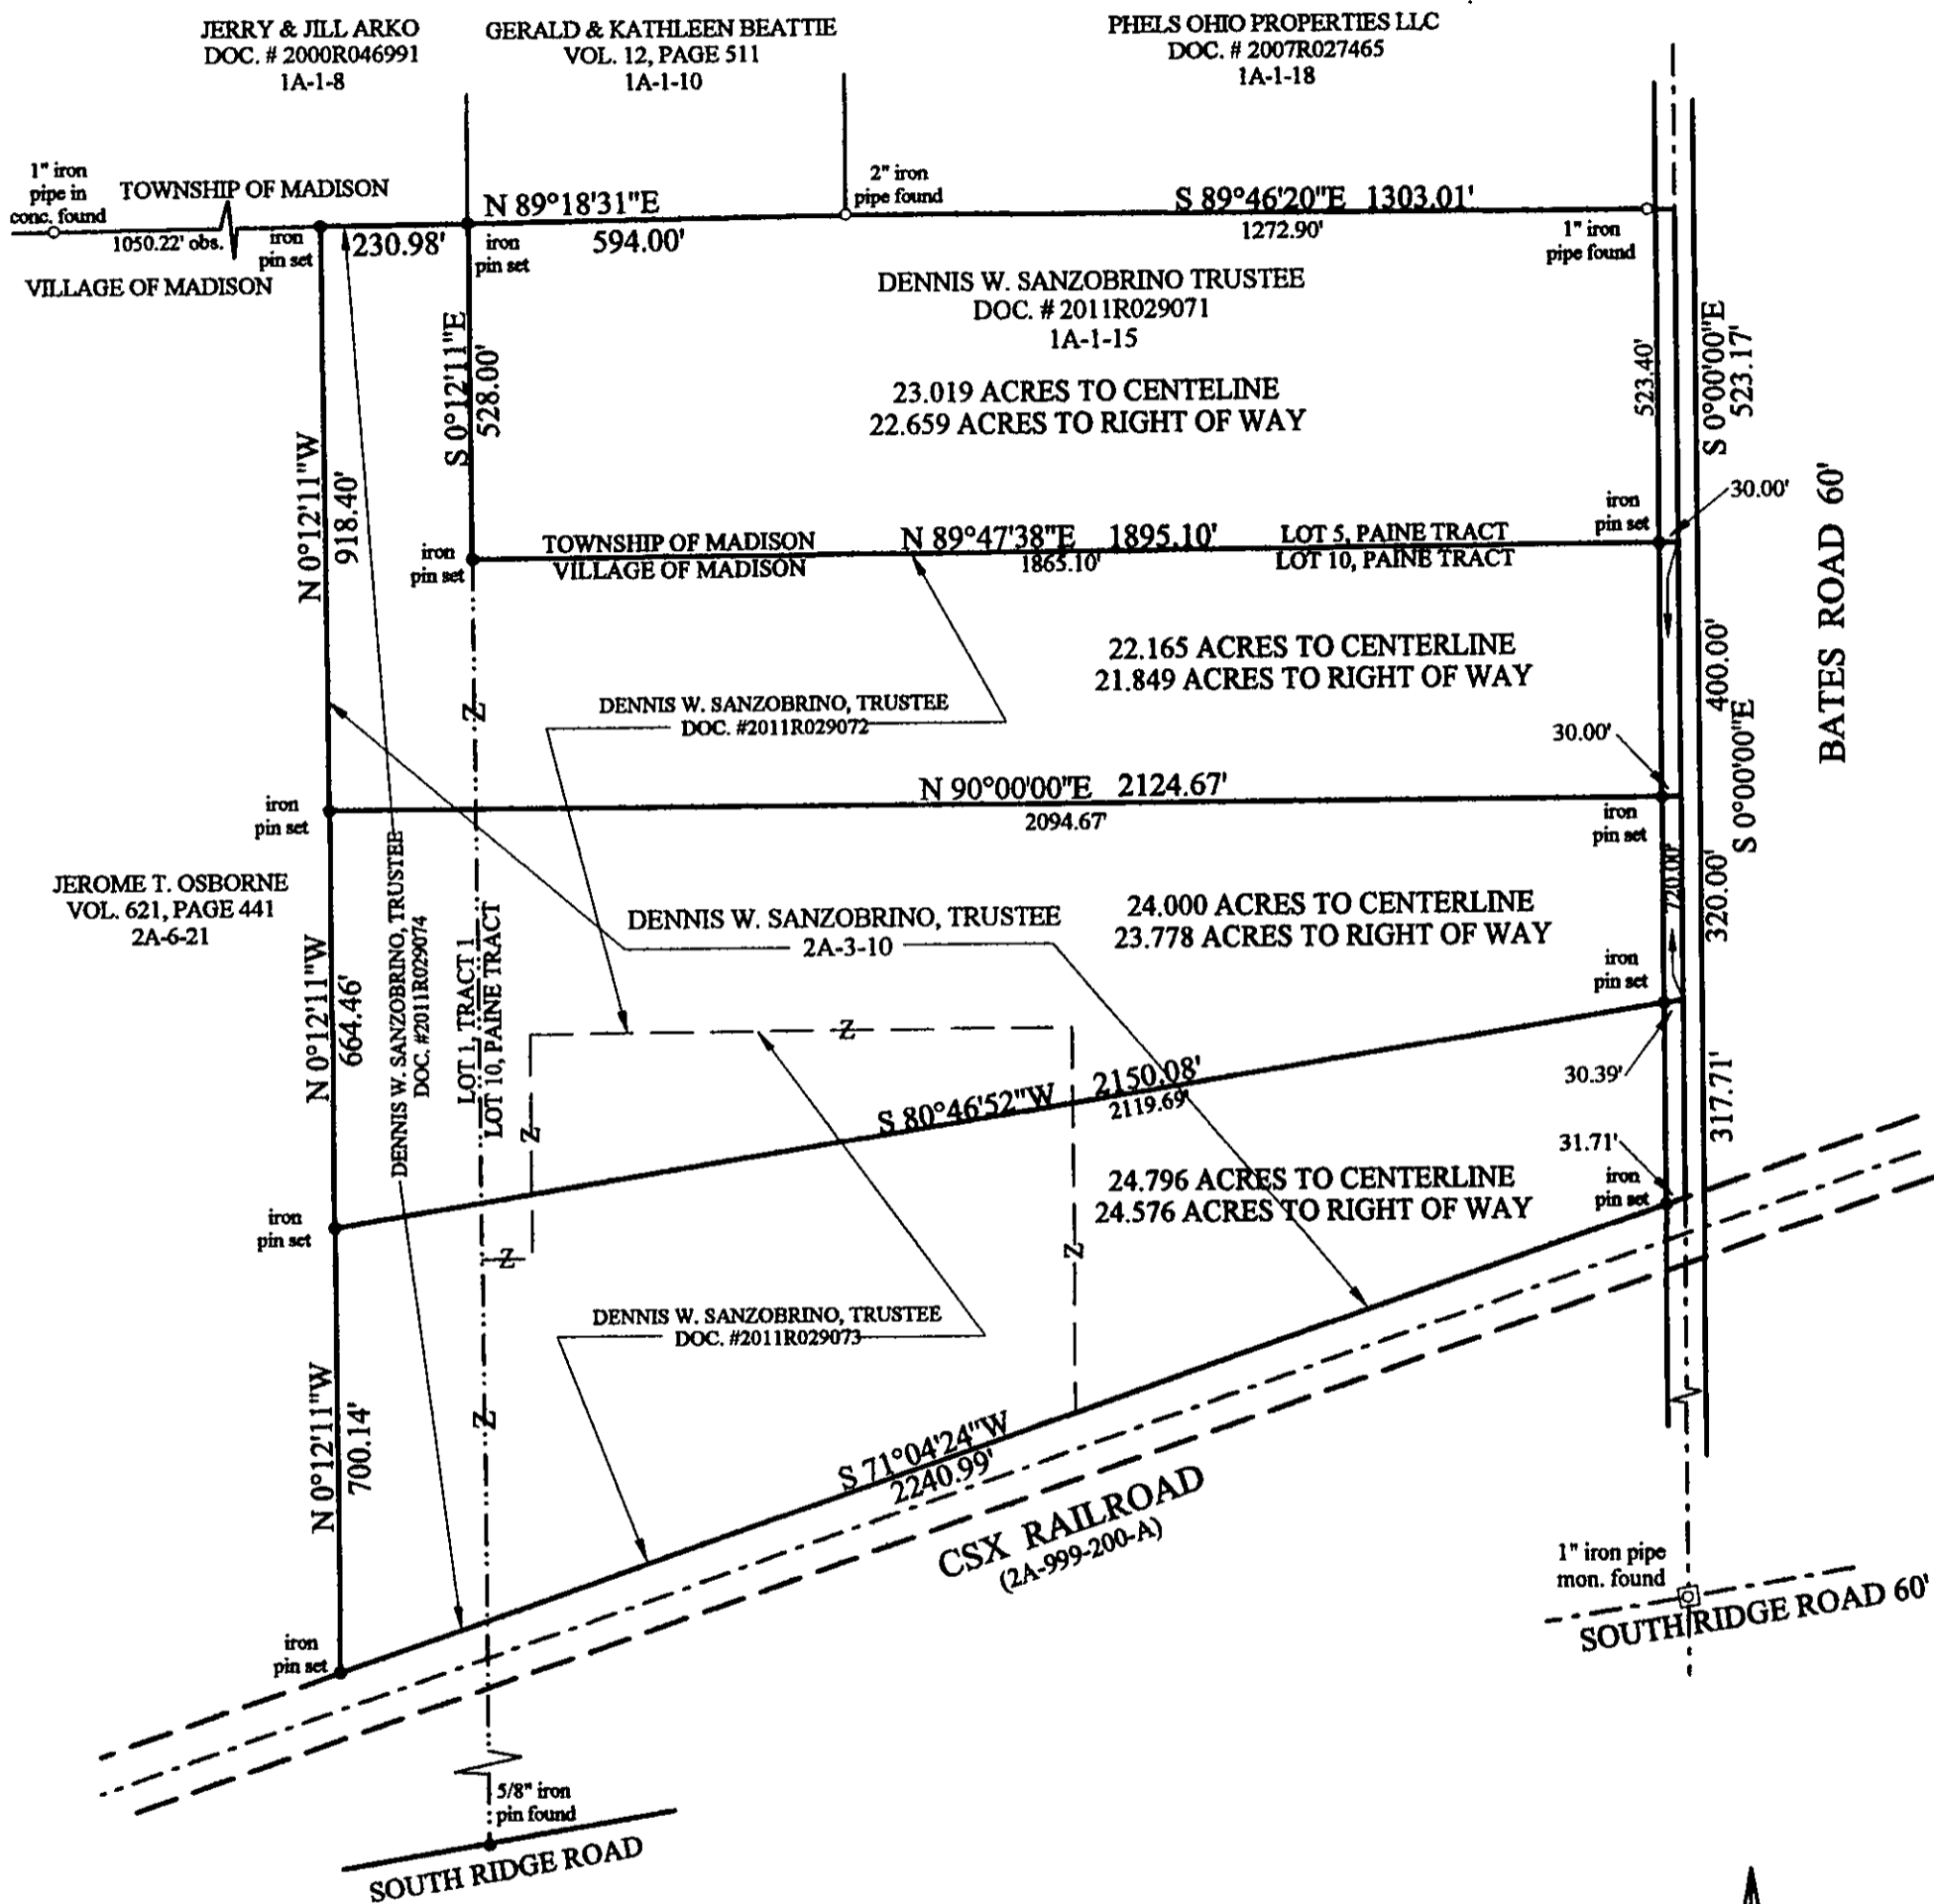 JERRY & JILL ARKO
DOC. # 2000R046991
1A-1-8
GERALD & KATHLEEN BEATTIE
VOL. 12, PAGE 511
1A-1-10
PHELS OHIO PROPERTIES LLC
DOC. # 2007R027465
1A-1-18
1" iron
pipe in
conc. found
TOWNSHIP OF MADISON
1050.22' obs.
VILLAGE OF MADISON
iron
pin set
230.98'
N 89°18'31"E
594.00'
iron
pin set
2" iron
pipe found
S 89°46'20"E 1303.01'
1272.90'
1" iron
pipe found
DENNIS W. SANZOBRINO TRUSTEE
DOC. # 2011R029071
1A-1-15
23.019 ACRES TO CENTELINE
22.659 ACRES TO RIGHT OF WAY
S 0°12'11"E
528.00'
N 0°12'11"W
918.40'
523.40'
S 0°00'00"E
523.17'
30.00'
BATES ROAD 60'
iron
pin set
iron
pin set
TOWNSHIP OF MADISON
VILLAGE OF MADISON
N 89°47'38"E 1895.10'
1865.10'
LOT 5, PAINE TRACT
LOT 10, PAINE TRACT
22.165 ACRES TO CENTERLINE
21.849 ACRES TO RIGHT OF WAY
400.00'
S 0°00'00"E
Z
DENNIS W. SANZOBRINO, TRUSTEE
DOC. #2011R029072
30.00'
N 90°00'00"E 2124.67'
2094.67'
iron
pin set
iron
pin set
720.00'
320.00'
JEROME T. OSBORNE
VOL. 621, PAGE 441
2A-6-21
DENNIS W. SANZOBRINO, TRUSTEE
DOC. #2011R029074
LOT 1, TRACT 1
LOT 10, PAINE TRACT
DENNIS W. SANZOBRINO, TRUSTEE
2A-3-10
24.000 ACRES TO CENTERLINE
23.778 ACRES TO RIGHT OF WAY
iron
pin set
N 0°12'11"W
664.46'
Z
Z
S 80°46'52"W 2150.08'
2119.69'
30.39'
317.71'
31.71'
iron
pin set
24.796 ACRES TO CENTERLINE
24.576 ACRES TO RIGHT OF WAY
iron
pin set
Z
Z
DENNIS W. SANZOBRINO, TRUSTEE
DOC. #2011R029073
N 0°12'11"W
700.14'
Z
S 71°04'24"W
2240.99'
CSX RAILROAD
(2A-999-200-A)
1" iron pipe
mon. found
SOUTH RIDGE ROAD 60'
iron
pin set
5/8" iron
pin found
SOUTH RIDGE ROAD